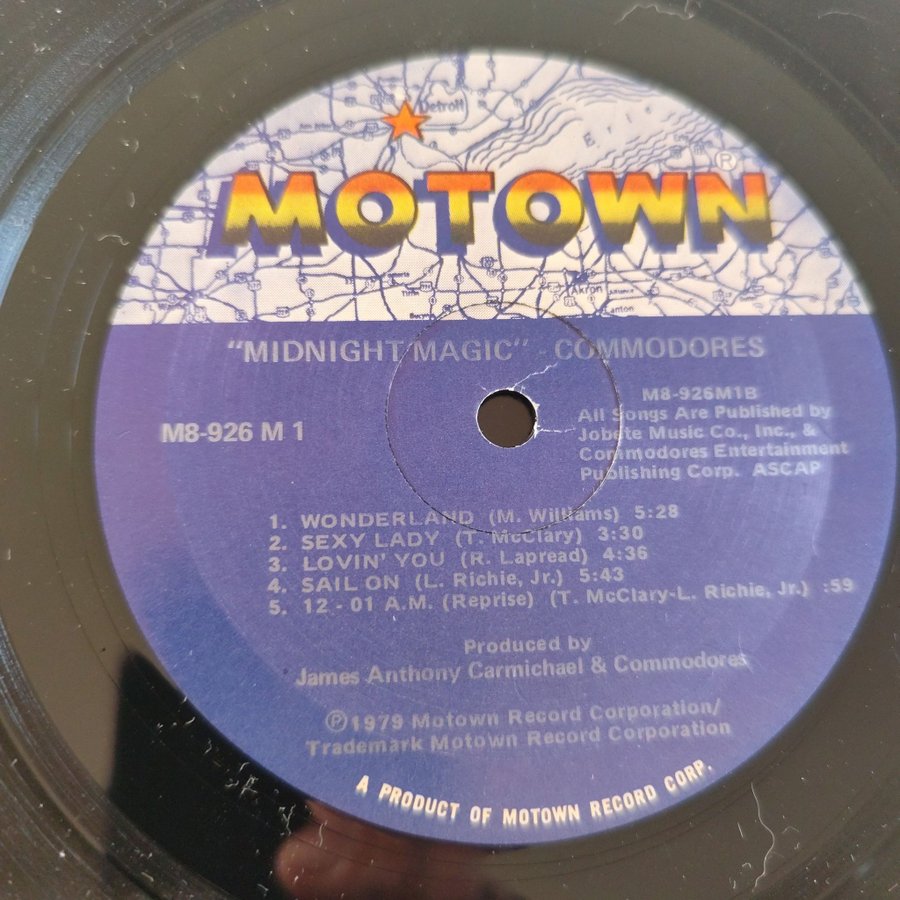 Detroit
Erie
MOTOWN®
Akron
Canton
"MIDNIGHT MAGIC" - COMMODORES
M8-926M1B
All Songs Are Published by
Jobete Music Co., Inc., &
Commodores Entertainment
Publishing Corp. ASCAP
M8-926 M 1
1. WONDERLAND (M. Williams) 5:28
2. SEXY LADY (T. McClary) 3:30
3. LOVIN' YOU (R. Lapread) 4:36
4. SAIL ON (L. Richie, Jr.) 5:43
5. 12 - 01 A.M. (Reprise) (T. McClary-L. Richie, Jr.) :59
Produced by
James Anthony Carmichael & Commodores
℗1979 Motown Record Corporation/
Trademark Motown Record Corporation
A PRODUCT OF MOTOWN RECORD CORP.